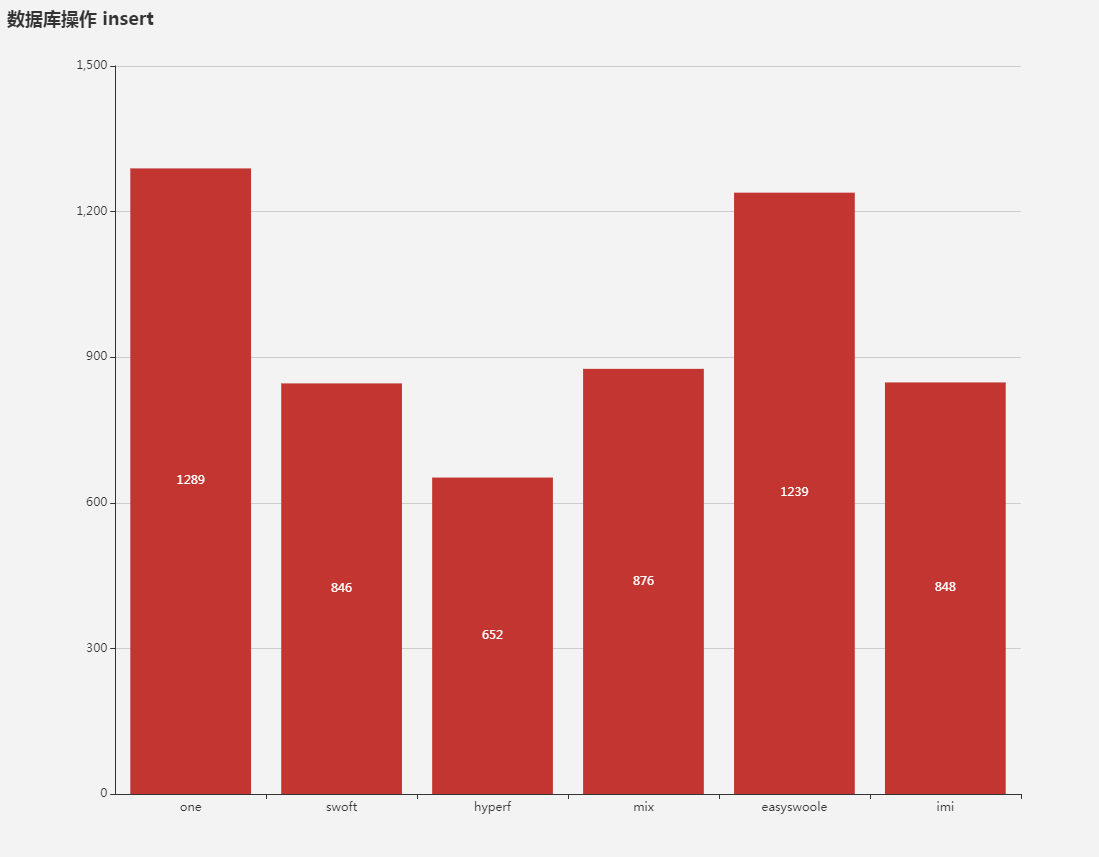 数据库操作 insert
1,500
1,200
900
600
300
0
1289
846
652
876
1239
848
one
swoft
hyperf
mix
easyswoole
imi